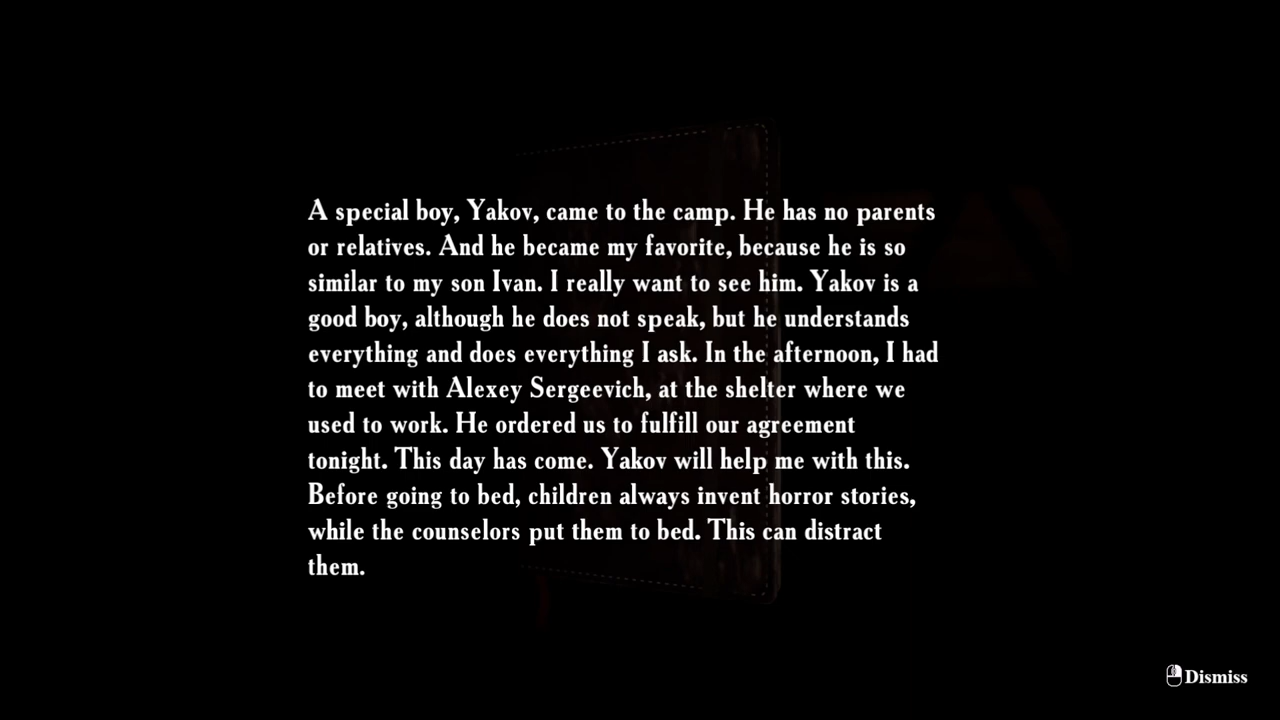 A special boy, Yakov, came to the camp. He has no parents
or relatives. And he became my favorite, because he is so
similar to my son Ivan. I really want to see him. Yakov is a
good boy, although he does not speak, but he understands
everything and does everything I ask. In the afternoon, I had
to meet with Alexey Sergeevich, at the shelter where we
used to work. He ordered us to fulfill our agreement
tonight. This day has come. Yakov will help me with this.
Before going to bed, children always invent horror stories,
while the counselors put them to bed. This can distract
them.
Dismiss